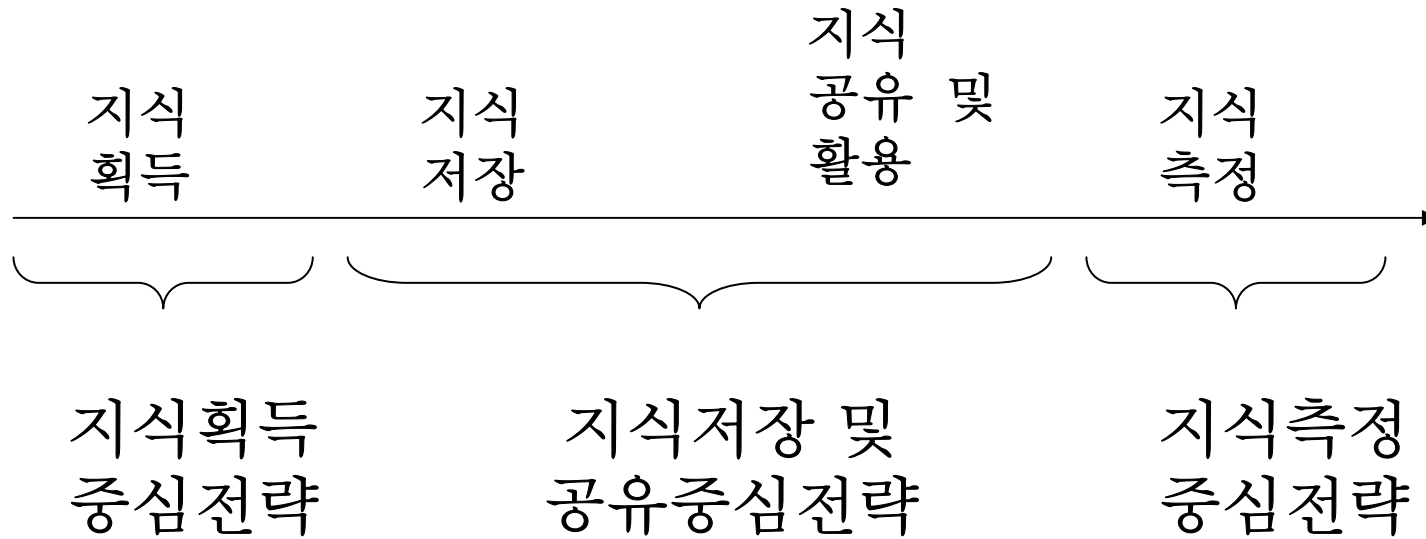 지식
획득
지식
저장
지식
공유 및
활용
지식
측정
지식획득
중심전략
지식저장 및
공유중심전략
지식측정
중심전략